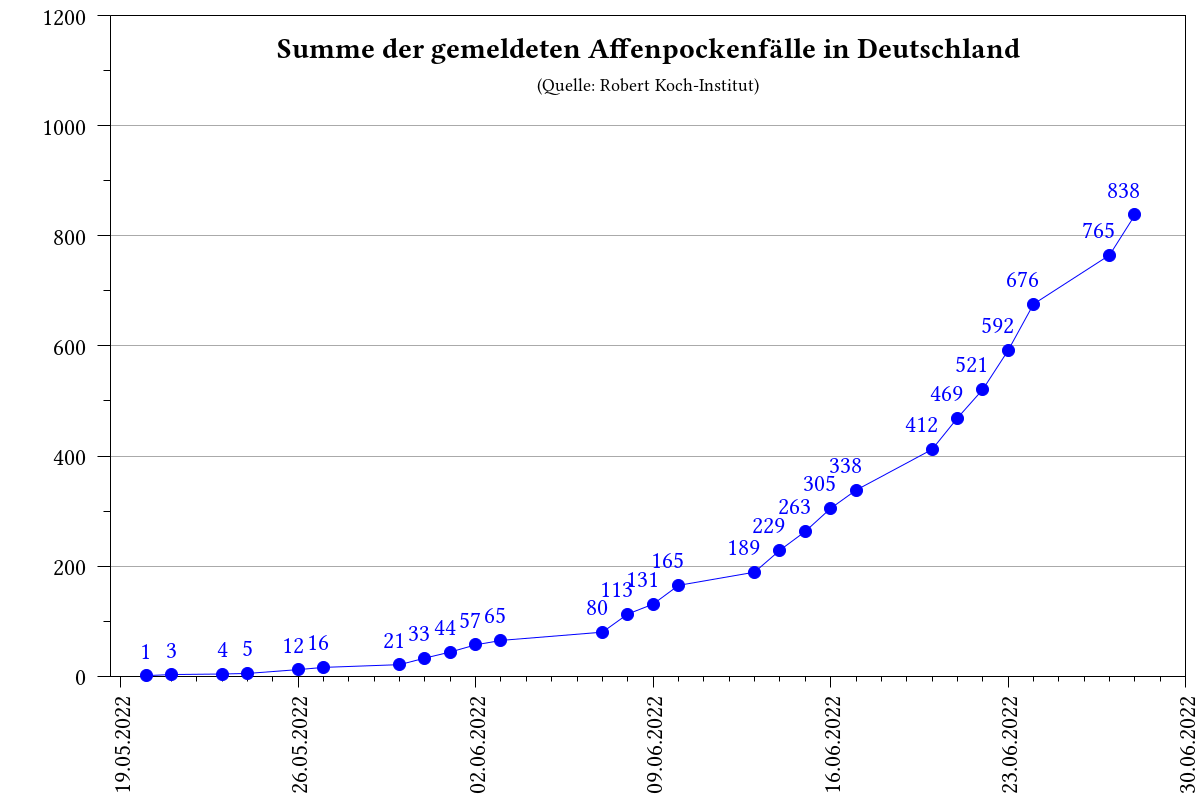 Summe der gemeldeten Affenpockenfälle in Deutschland
(Quelle: Robert Koch-Institut)
1200
1000
800
600
400
200
0
1 3 4 5 12 16 21 33 44 57 65 80 113 131 165 189 229 263 305 338 412 469 521 592 676 765 838
19.05.2022 26.05.2022 02.06.2022 09.06.2022 16.06.2022 23.06.2022 30.06.2022